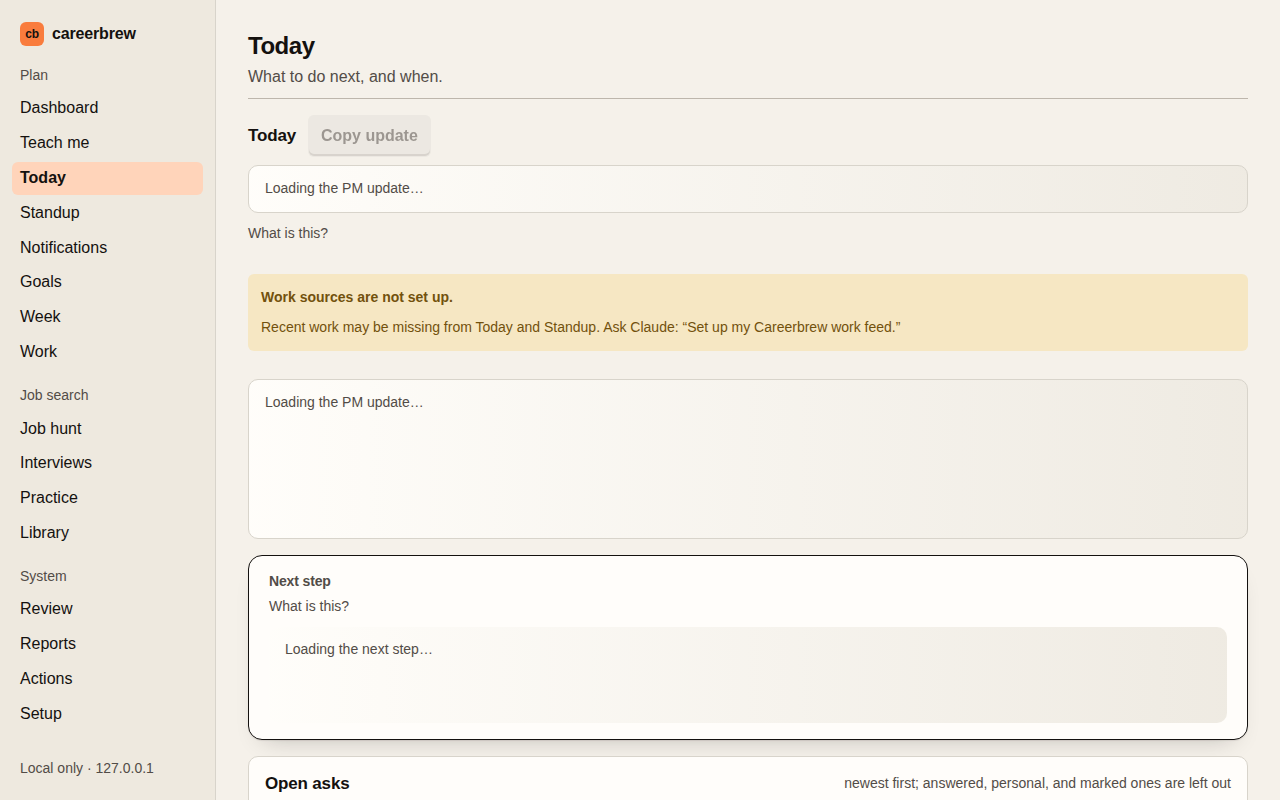 cb careerbrew
Plan
Dashboard
Teach me
Today
Standup
Notifications
Goals
Week
Work
Job search
Job hunt
Interviews
Practice
Library
System
Review
Reports
Actions
Setup
Local only · 127.0.0.1
Today
What to do next, and when.
Today Copy update
Loading the PM update…
What is this?
Work sources are not set up.
Recent work may be missing from Today and Standup. Ask Claude: “Set up my Careerbrew work feed.”
Loading the PM update…
Next step
What is this?
Loading the next step…
Open asks newest first; answered, personal, and marked ones are left out